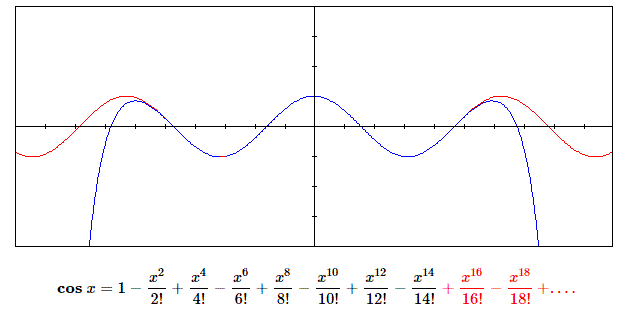 cos x = 1 − x²/2! + x⁴/4! − x⁶/6! + x⁸/8! − x¹⁰/10! + x¹²/12! − x¹⁴/14! + x¹⁶/16! − x¹⁸/18! + ....